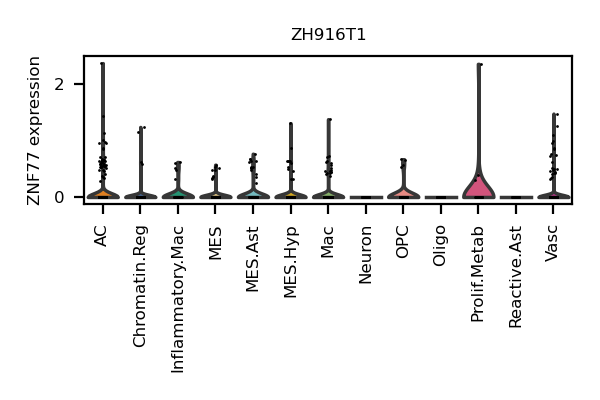 ZH916T1
ZNF77 expression
2
0
AC
Chromatin.Reg
Inflammatory.Mac
MES
MES.Ast
MES.Hyp
Mac
Neuron
OPC
Oligo
Prolif.Metab
Reactive.Ast
Vasc